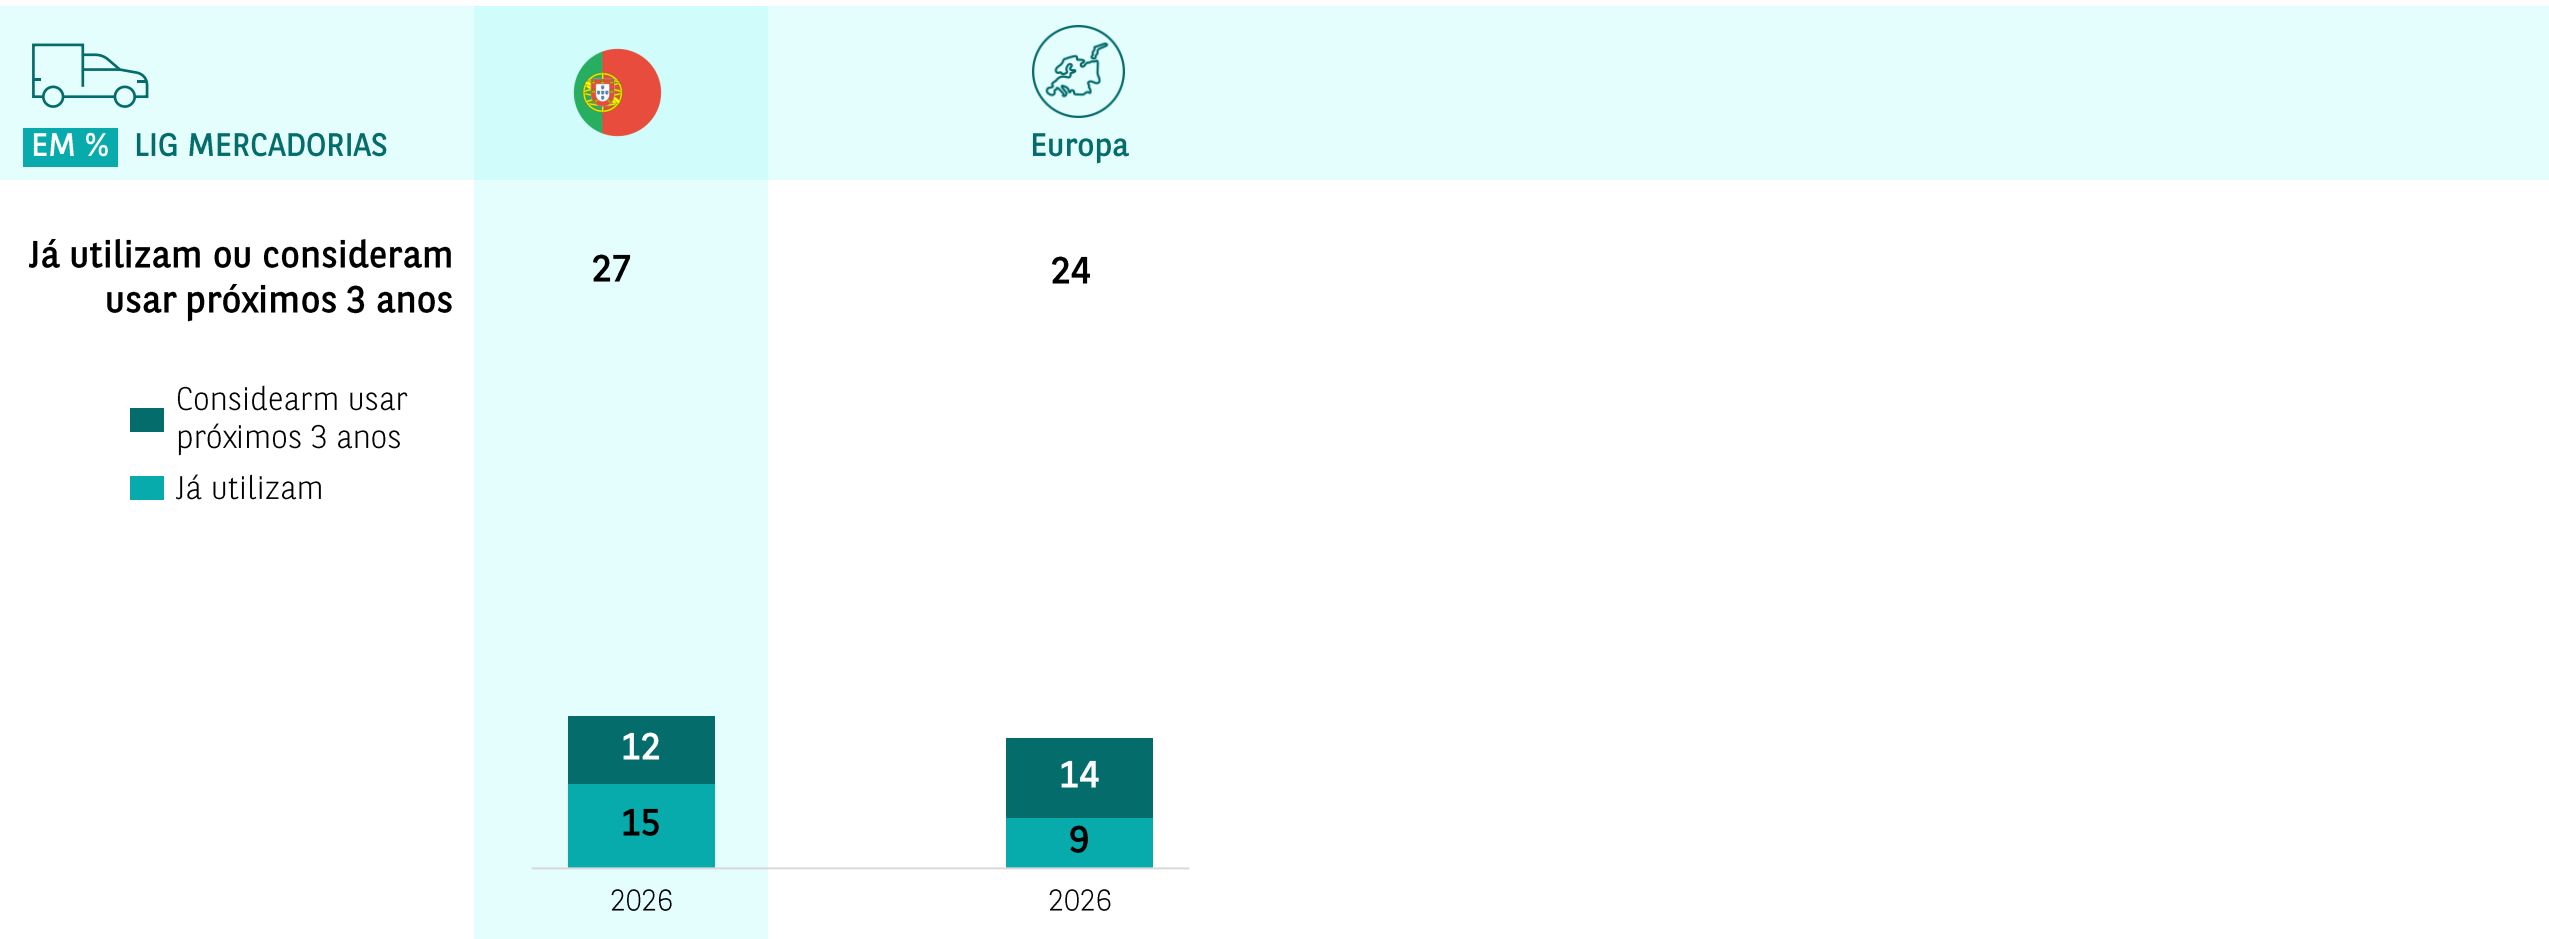 EM % LIG MERCADORIAS
Europa
Já utilizam ou consideram
usar próximos 3 anos
27
24
Considearm usar
próximos 3 anos
Já utilizam
12
14
15
9
2026
2026